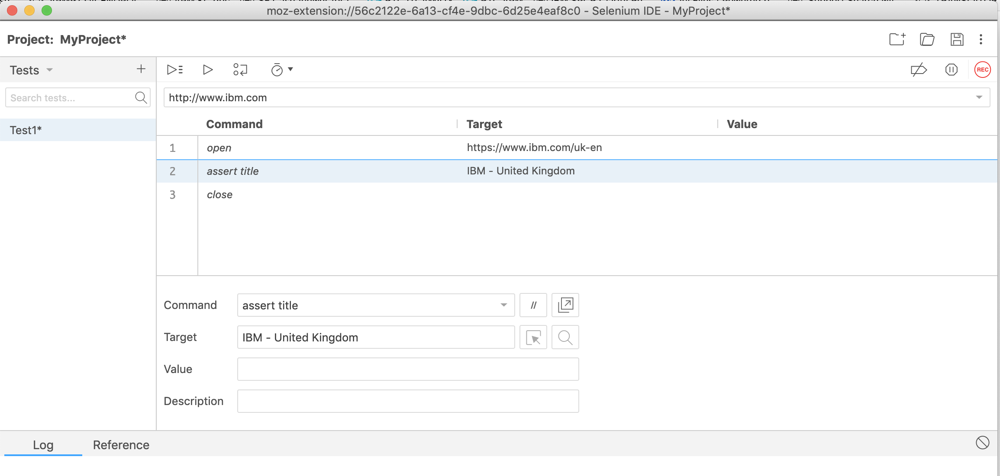 moz-extension://56c2122e-6a13-cf4e-9dbc-6d25e4eaf8c0 - Selenium IDE - MyProject*
Project: MyProject*
Tests
Search tests...
Test1*
REC
http://www.ibm.com
Command Target Value
1 open https://www.ibm.com/uk-en
2 assert title IBM - United Kingdom
3 close
Command assert title //
Target IBM - United Kingdom
Value
Description
Log Reference